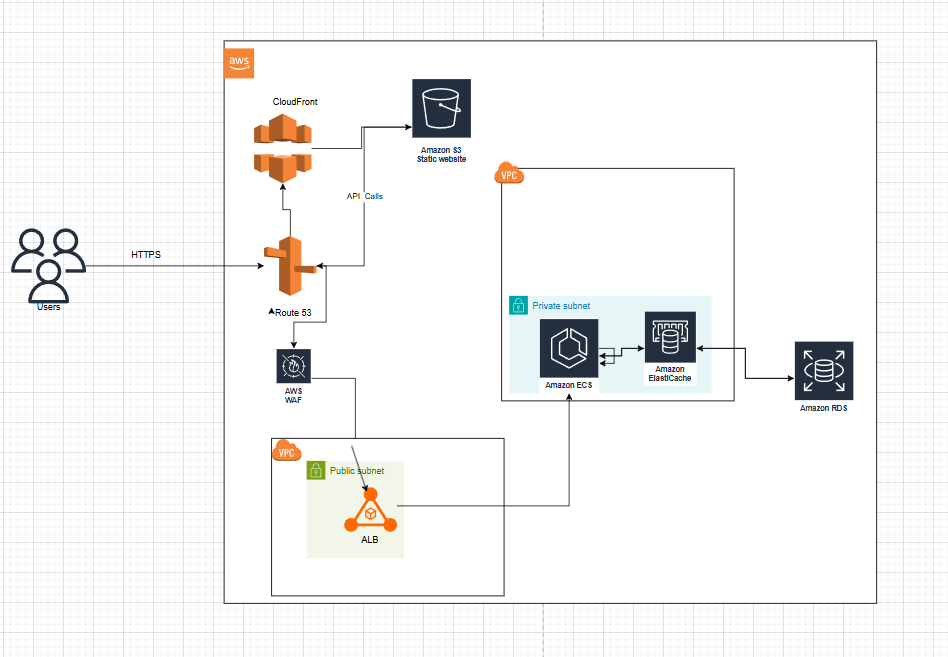 aws
CloudFront
Amazon S3
Static website
API Calls
VPC
HTTPS
Users
Route 53
Private subnet
Amazon ECS
Amazon
ElastiCache
Amazon RDS
AWS
WAF
VPC
Public subnet
ALB